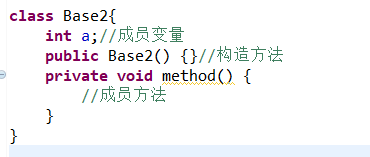 class Base2{
    int a;//成员变量
    public Base2() {}//构造方法
    private void method() {
        //成员方法
    }
}